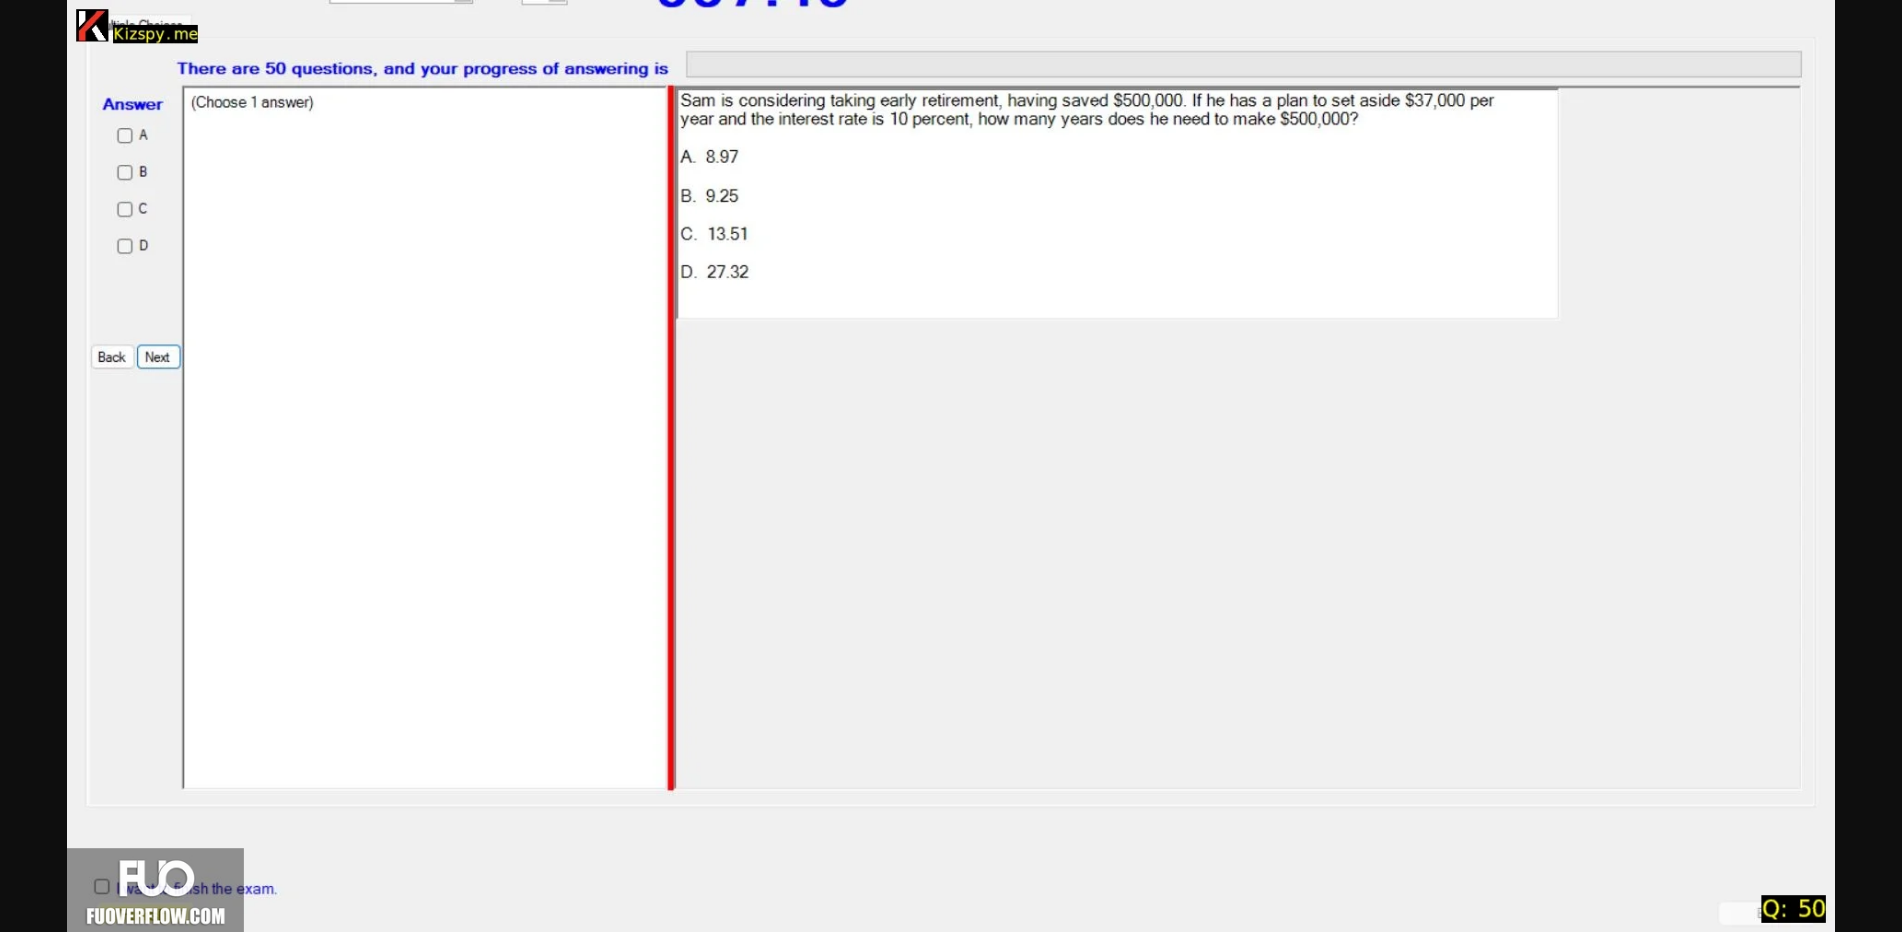 Kizspy.me
There are 50 questions, and your progress of answering is
Answer
(Choose 1 answer)
A
B
C
D
Back
Next
Sam is considering taking early retirement, having saved $500,000. If he has a plan to set aside $37,000 per
year and the interest rate is 10 percent, how many years does he need to make $500,000?
A. 8.97
B. 9.25
C. 13.51
D. 27.32
FUO
finish the exam.
FUOVERFLOW.COM
Q: 50